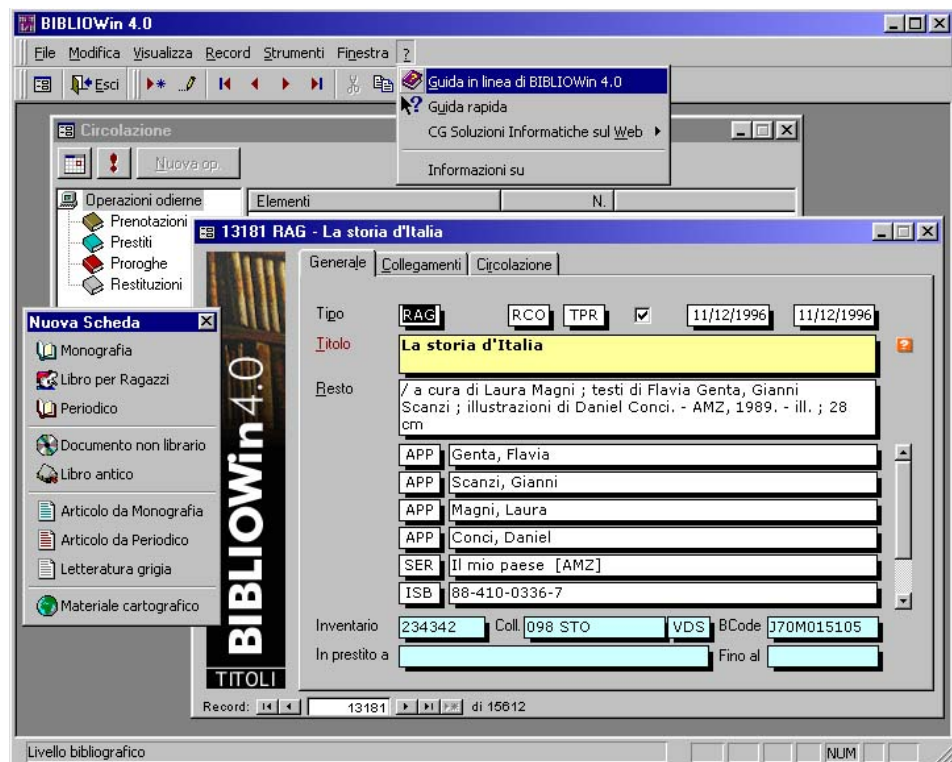 BIBLIOWin 4.0
File Modifica Visualizza Record Strumenti Finestra ?
Esci
Guida in linea di BIBLIOWin 4.0
Guida rapida
CG Soluzioni Informatiche sul Web
Informazioni su
Circolazione
Nuova op.
Operazioni odierne
Prenotazioni
Prestiti
Proroghe
Restituzioni
Elementi N.
13181 RAG - La storia d'Italia
Generale Collegamenti Circolazione
Tipo RAG RCO TPR 11/12/1996 11/12/1996
Titolo La storia d'Italia
Resto / a cura di Laura Magni ; testi di Flavia Genta, Gianni
Scanzi ; illustrazioni di Daniel Conci. - AMZ, 1989. - ill. ; 28
cm
APP Genta, Flavia
APP Scanzi, Gianni
APP Magni, Laura
APP Conci, Daniel
SER Il mio paese [AMZ]
ISB 88-410-0336-7
Inventario 234342 Coll. 098 STO VDS BCode J70M015105
In prestito a Fino al
BIBLIOWin 4.0
TITOLI
Record: 13181 di 15612
Nuova Scheda
Monografia
Libro per Ragazzi
Periodico
Documento non librario
Libro antico
Articolo da Monografia
Articolo da Periodico
Letteratura grigia
Materiale cartografico
Livello bibliografico NUM